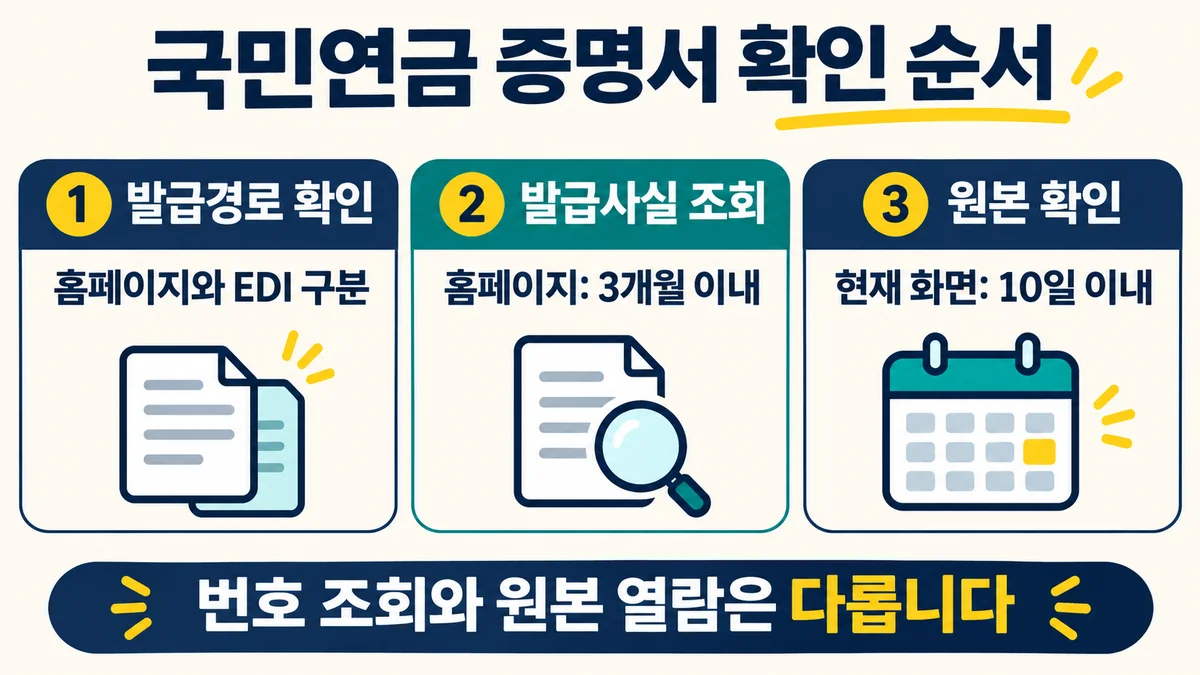 국민연금 증명서 확인 순서
1 발급경로 확인
홈페이지와 EDI 구분
2 발급사실 조회
홈페이지: 3개월 이내
3 원본 확인
현재 화면: 10일 이내
번호 조회와 원본 열람은 다릅니다